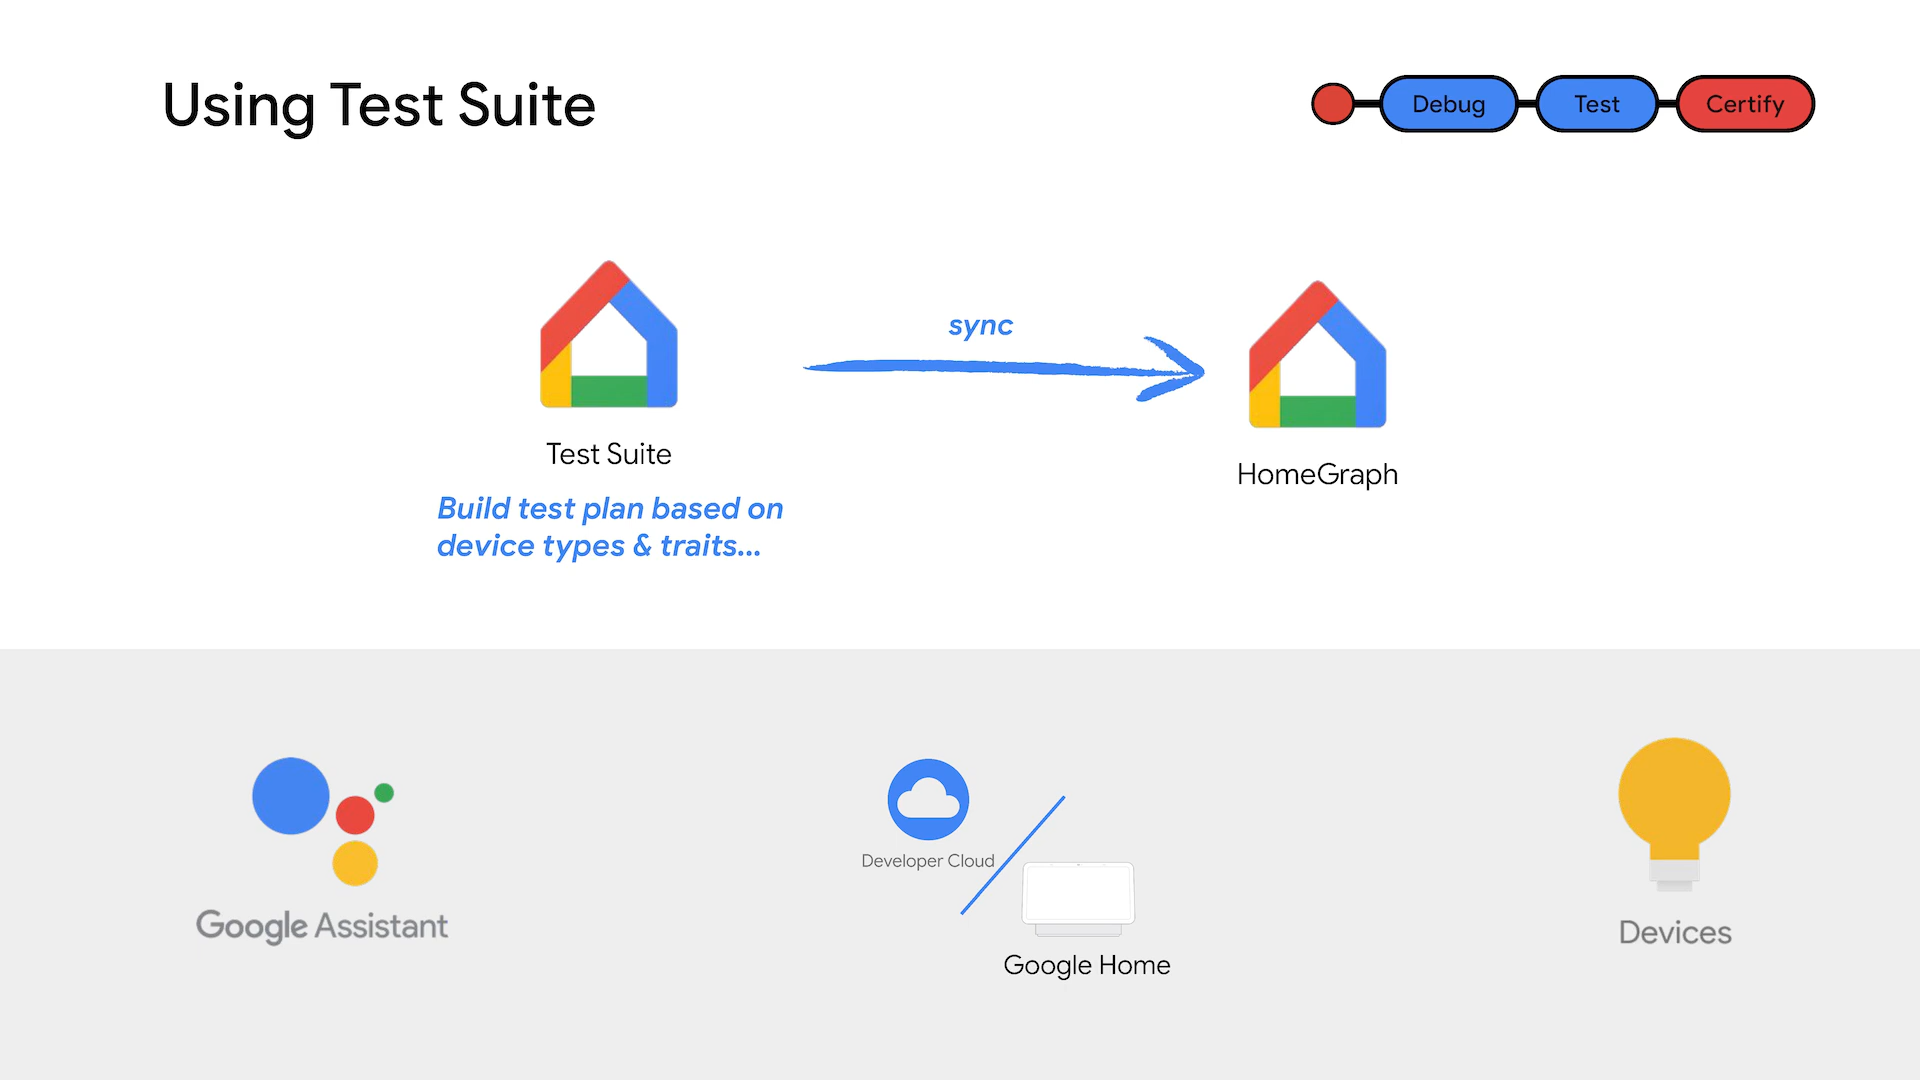 Using Test Suite
Debug
Test
Certify
sync
Test Suite
HomeGraph
Build test plan based on
device types & traits...
Developer Cloud
Google Assistant
Devices
Google Home